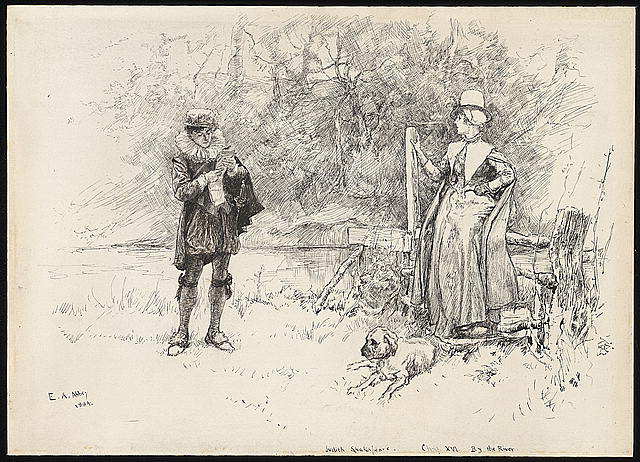 E. A. Abbey
1884.
Judith Shakespeare. Chap XVI. By the River